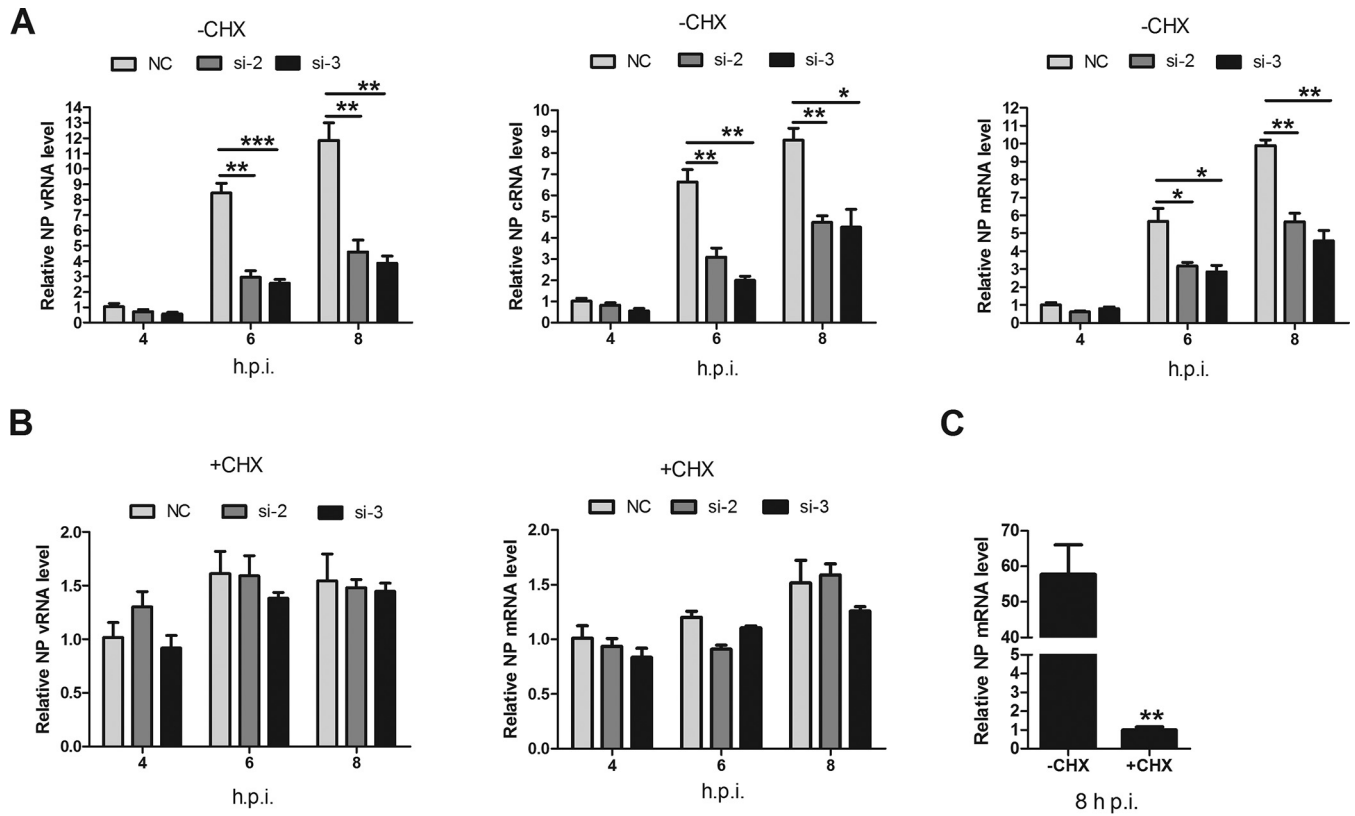 A
-CHX
NC si-2 si-3
Relative NP vRNA level
14
13
12
11
10
9
8
7
6
5
4
3
2
1
0
** 
**
***
**
4 6 8
h.p.i.
-CHX
NC si-2 si-3
Relative NP cRNA level
10
9
8
7
6
5
4
3
2
1
0
*
**
**
**
4 6 8
h.p.i.
-CHX
NC si-2 si-3
Relative NP mRNA level
12
11
10
9
8
7
6
5
4
3
2
1
0
**
**
*
*
4 6 8
h.p.i.
B
+CHX
NC si-2 si-3
Relative NP vRNA level
2.0
1.5
1.0
0.5
0.0
4 6 8
h.p.i.
+CHX
NC si-2 si-3
Relative NP mRNA level
2.0
1.5
1.0
0.5
0.0
4 6 8
h.p.i.
C
Relative NP mRNA level
70
60
50
40
5
4
3
2
1
0
**
-CHX +CHX
8 h p.i.